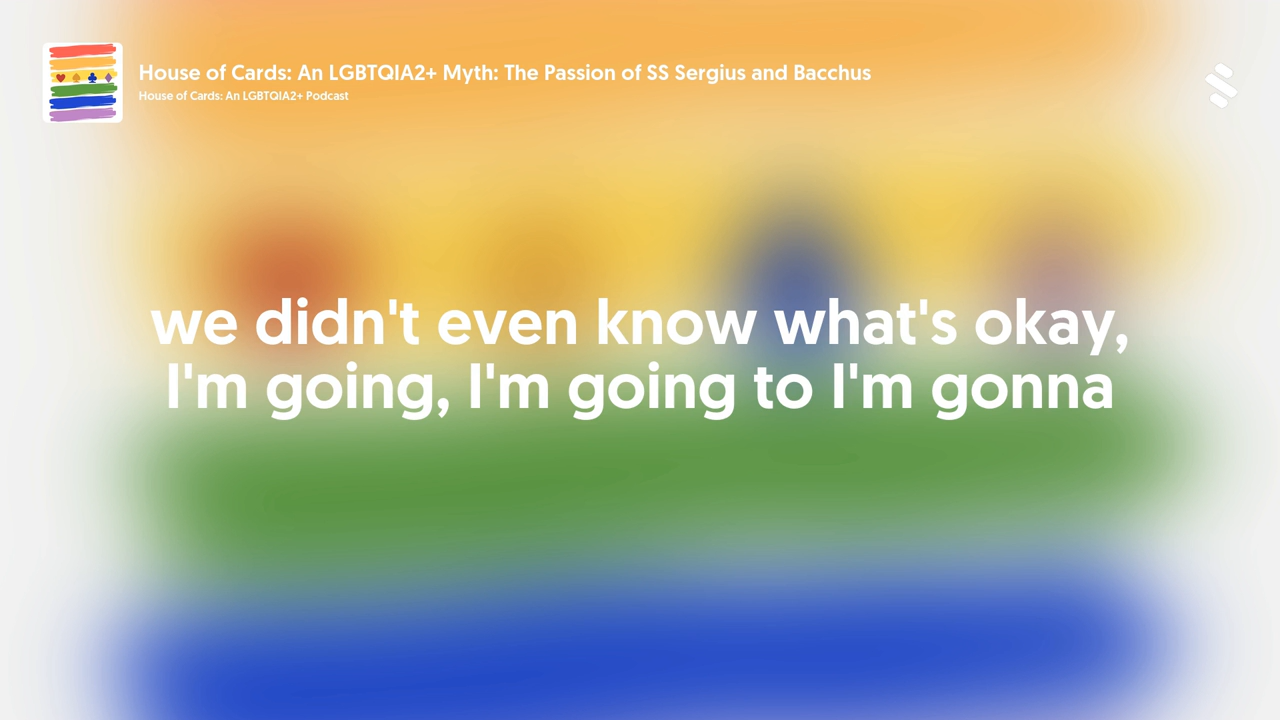 House of Cards: An LGBTQIA2+ Myth: The Passion of SS Sergius and Bacchus
House of Cards: An LGBTQIA2+ Podcast
we didn't even know what's okay,
I'm going, I'm going to I'm gonna